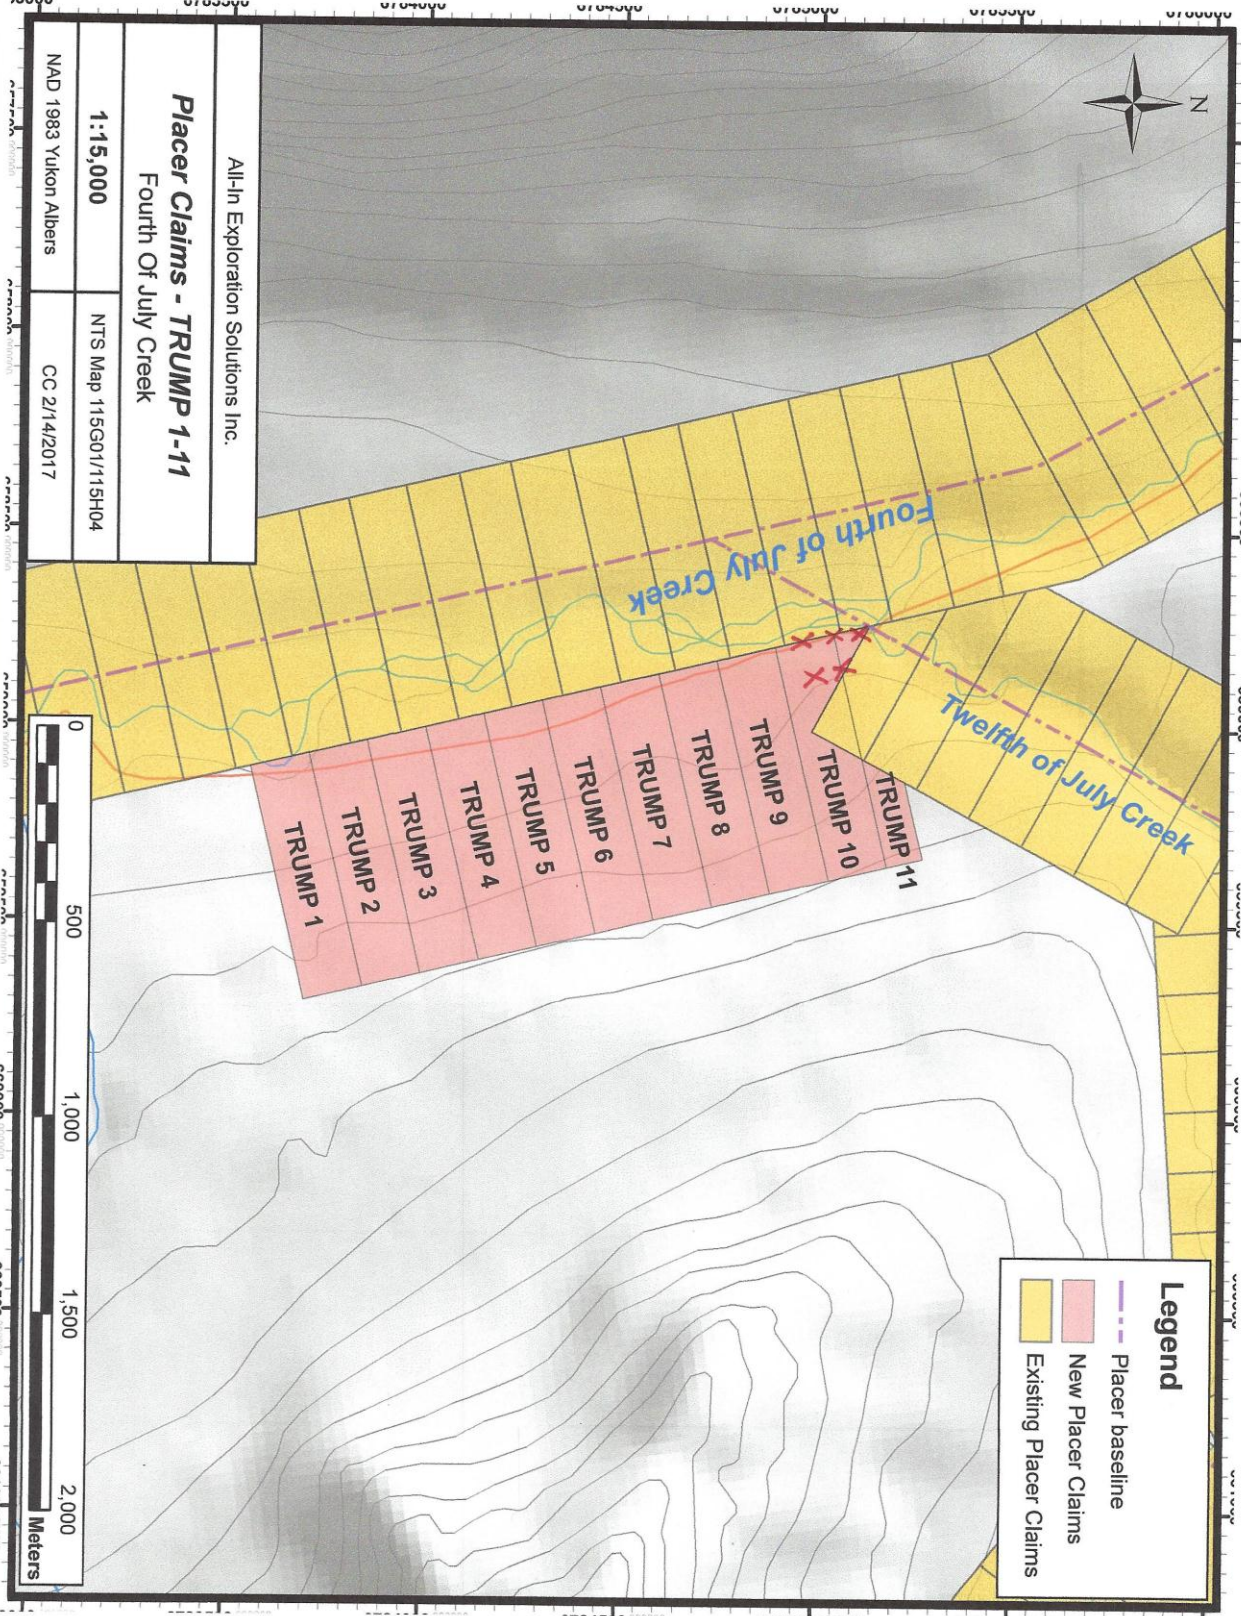 N
Fourth of July Creek
Twelfth of July Creek
TRUMP 1
TRUMP 2
TRUMP 3
TRUMP 4
TRUMP 5
TRUMP 6
TRUMP 7
TRUMP 8
TRUMP 9
TRUMP 10
TRUMP 11
Legend
Placer baseline
New Placer Claims
Existing Placer Claims
All-In Exploration Solutions Inc.
Placer Claims - TRUMP 1-11
Fourth Of July Creek
1:15,000
NTS Map 115G01/115H04
NAD 1983 Yukon Albers
CC 2/14/2017
0 500 1,000 1,500 2,000
Meters